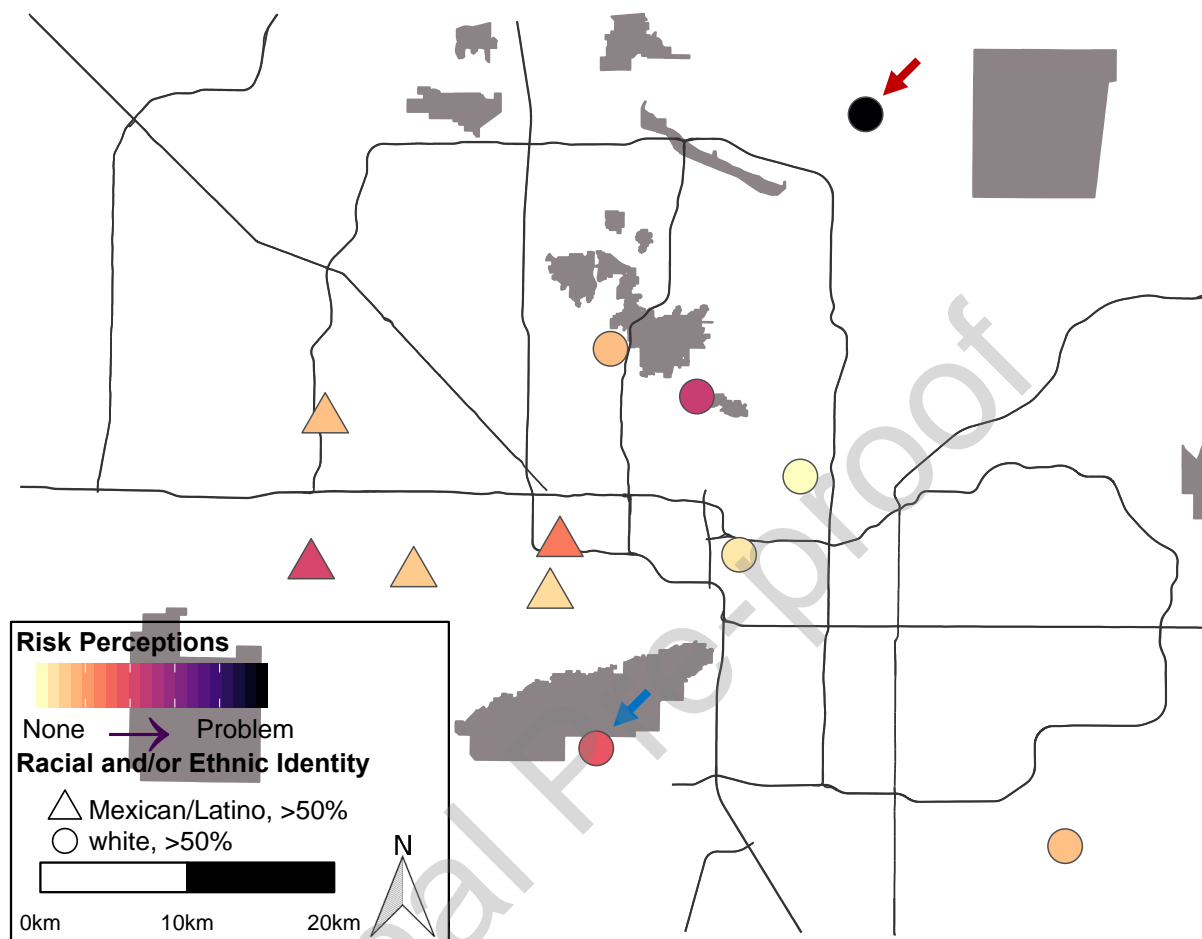 Risk Perceptions
None Problem
Racial and/or Ethnic Identity
Mexican/Latino, >50%
white, >50%
N
0km 10km 20km
nal Pre-proof